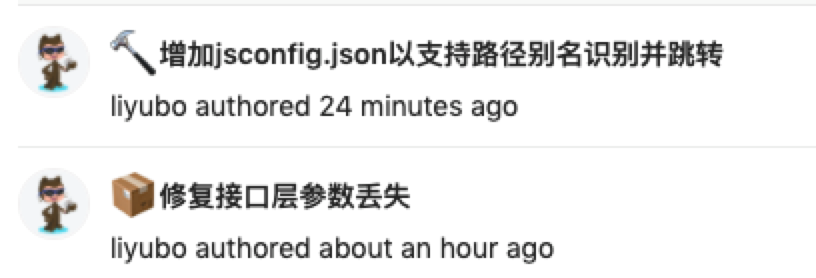 🔨增加jsconfig.json以支持路径别名识别并跳转
liyubo authored 24 minutes ago
📦修复接口层参数丢失
liyubo authored about an hour ago